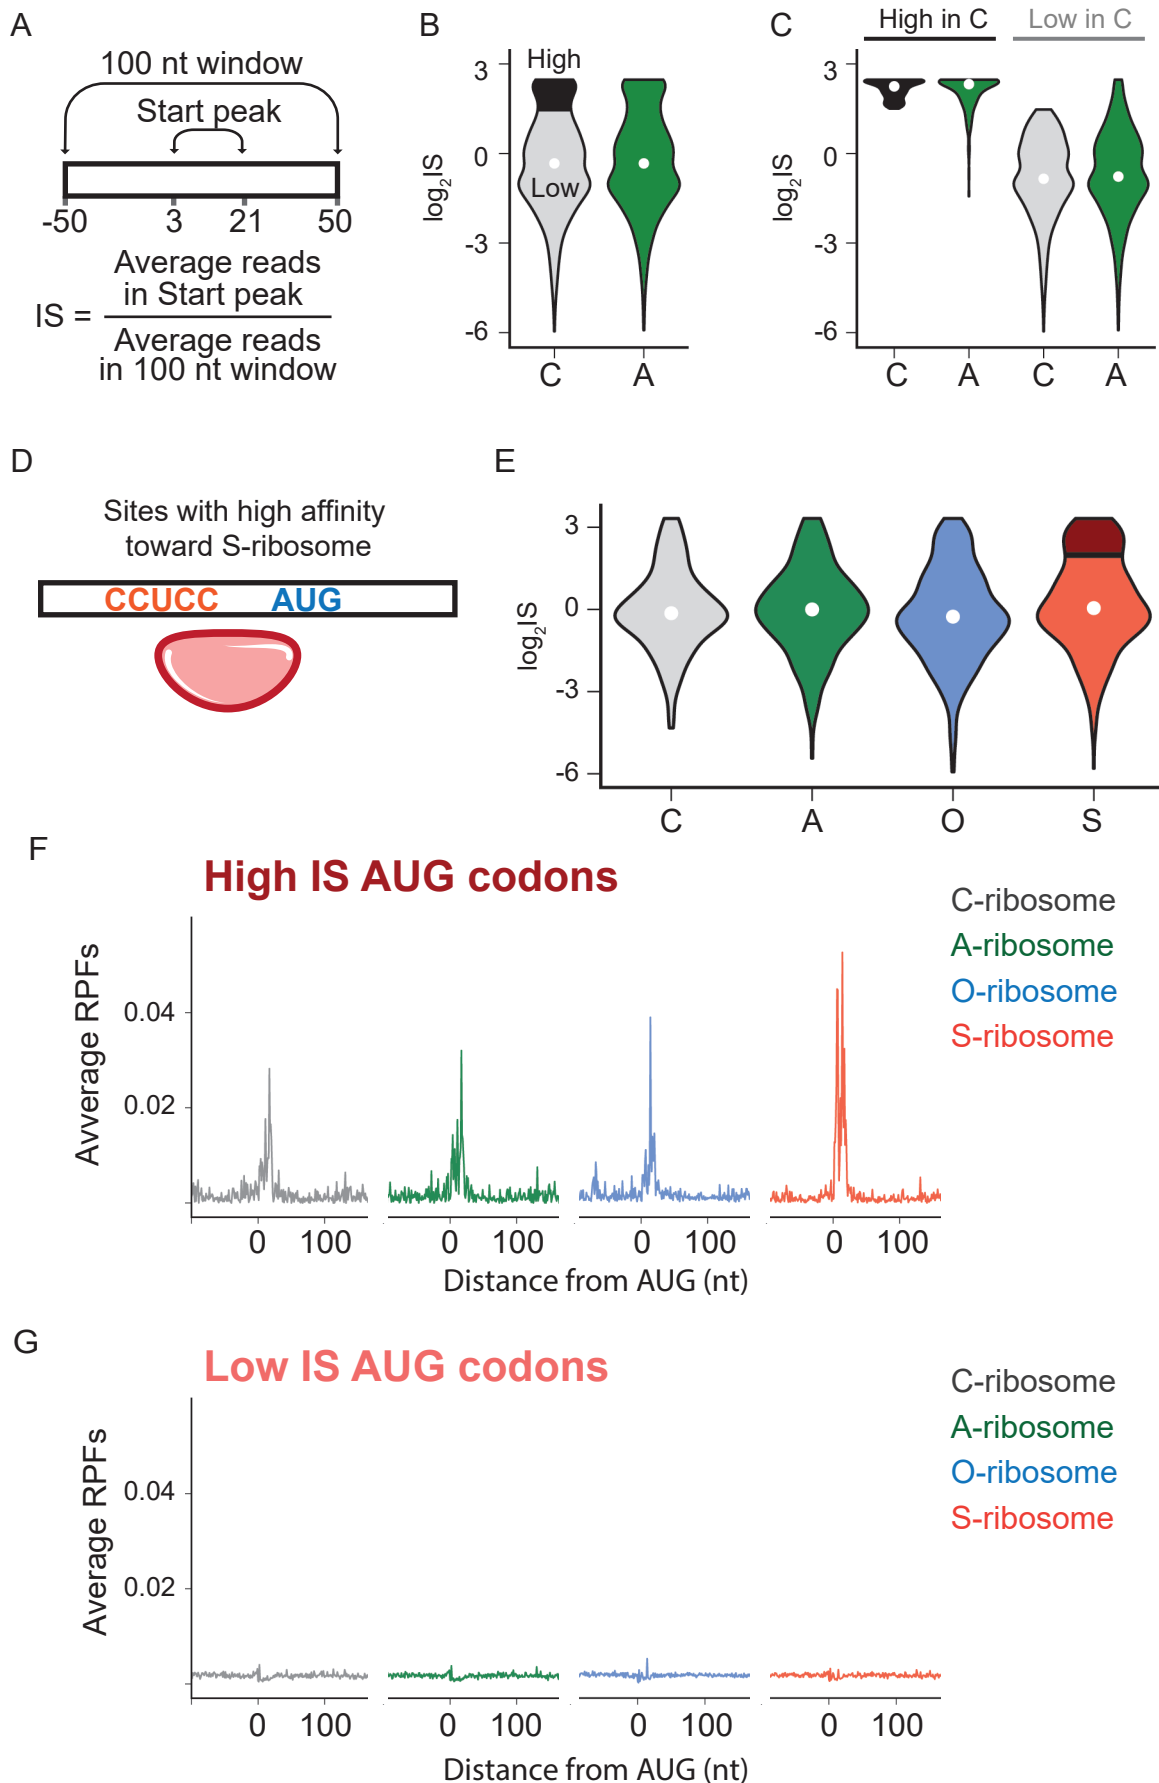 A
100 nt window
Start peak
-50 3 21 50
IS =
Average reads
in Start peak
Average reads
in 100 nt window
B
High
Low
log2IS
3
0
-3
-6
C A
C
High in C Low in C
log2IS
3
0
-3
-6
C A C A
D
Sites with high affinity
toward S-ribosome
CCUCC AUG
E
log2IS
3
0
-3
-6
C A O S
F
High IS AUG codons
C-ribosome
A-ribosome
O-ribosome
S-ribosome
Avverage RPFs
0.04
0.02
0 100 0 100 0 100 0 100
Distance from AUG (nt)
G
Low IS AUG codons
C-ribosome
A-ribosome
O-ribosome
S-ribosome
Average RPFs
0.04
0.02
0 100 0 100 0 100 0 100
Distance from AUG (nt)